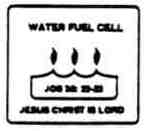 WATER FUEL CELL
JOB 38: 22-23
JESUS CHRIST IS LORD